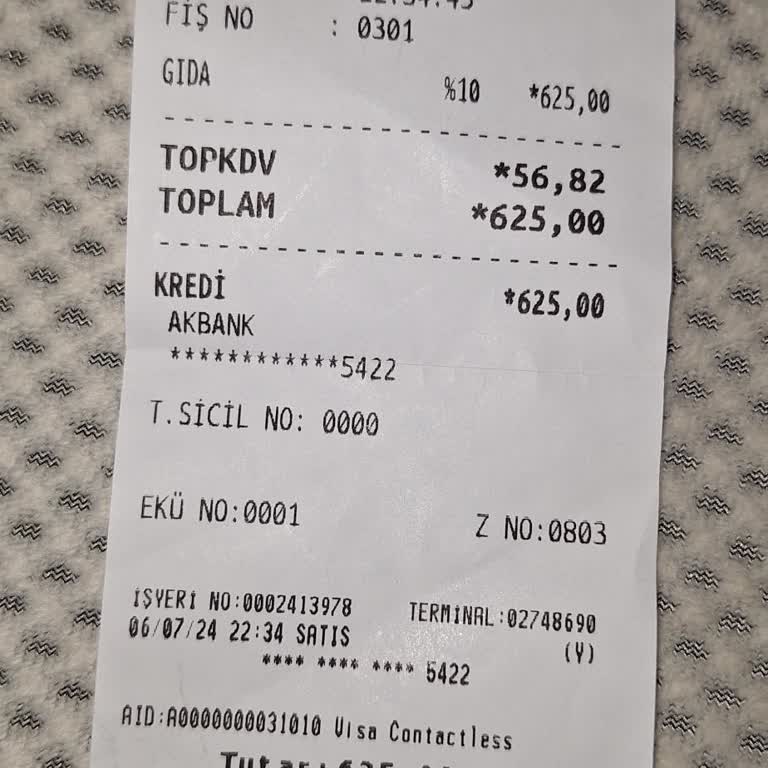 FİŞ NO : 0301
GIDA %10 *625,00
TOPKDV *56,82
TOPLAM *625,00
KREDİ *625,00
AKBANK
************5422
T.SİCİL NO: 0000
EKÜ NO:0001 Z NO:0803
İŞYERİ NO:0002413978 TERMİNAL:02748690
06/07/24 22:34 SATIS (Y)
**** **** **** 5422
AID:A0000000031010 Visa Contactless